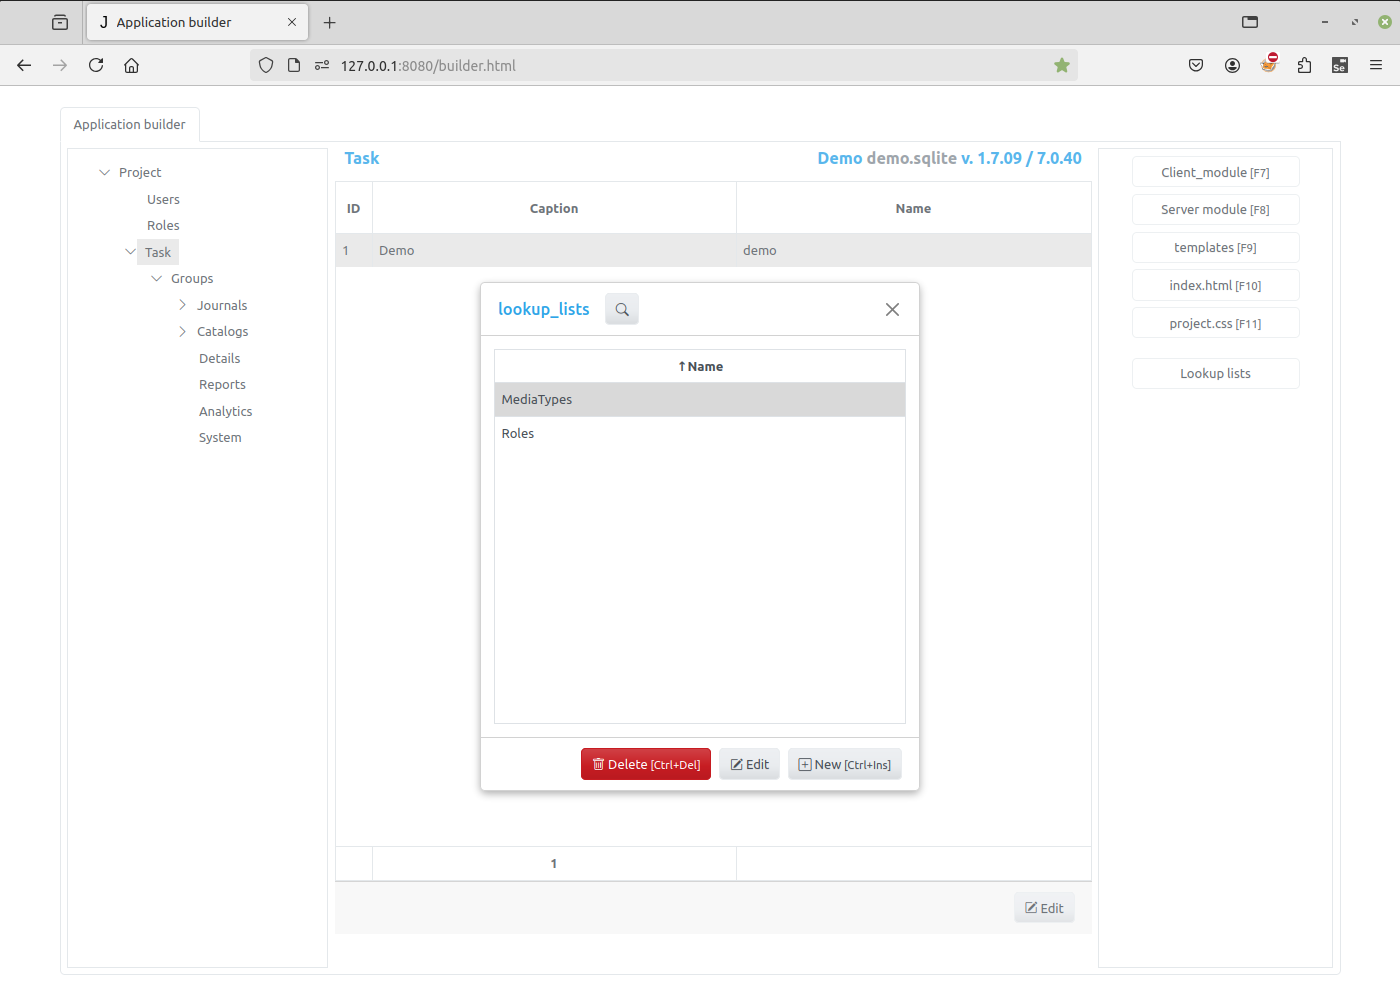 J Application builder
127.0.0.1:8080/builder.html
Se
Application builder
Project
Users
Roles
Task
Groups
Journals
Catalogs
Details
Reports
Analytics
System
Task
Demo demo.sqlite v. 1.7.09 / 7.0.40
ID Caption Name
1 Demo demo
lookup_lists
↑Name
MediaTypes
Roles
Delete [Ctrl+Del] Edit New [Ctrl+Ins]
1
Edit
Client_module [F7]
Server module [F8]
templates [F9]
index.html [F10]
project.css [F11]
Lookup lists